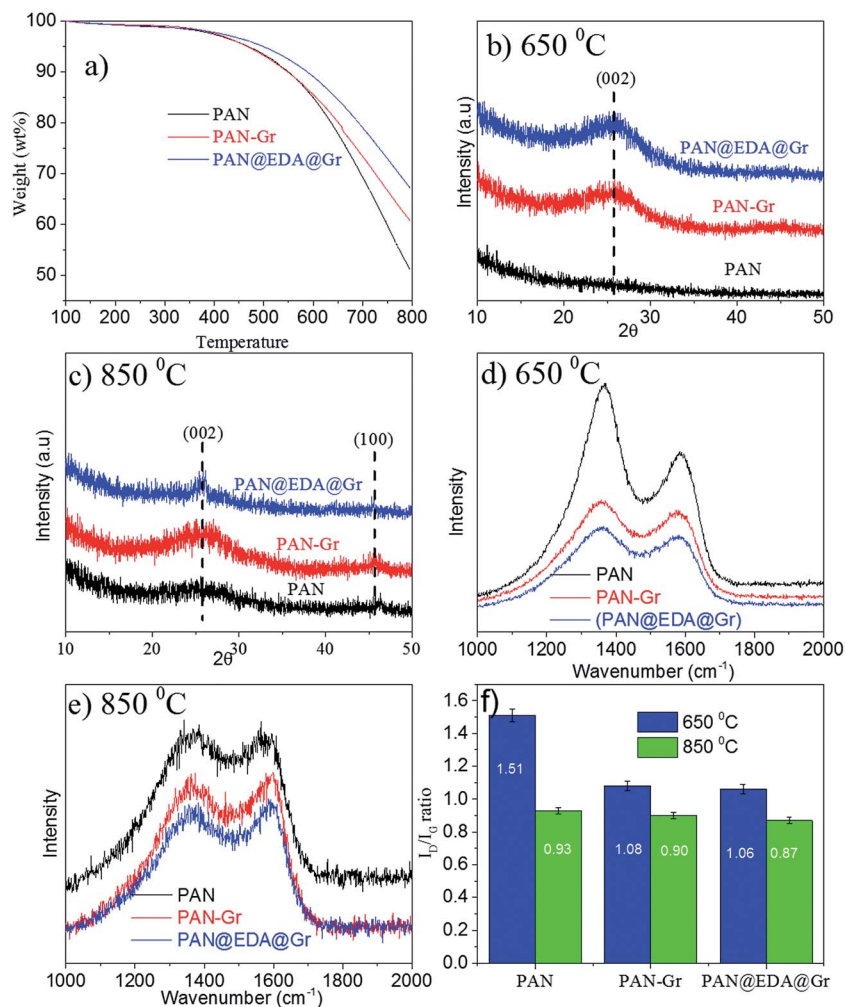 a)
100
90
80
70
60
50
Weight (wt%)
PAN
PAN-Gr
PAN@EDA@Gr
100 200 300 400 500 600 700 800
Temperature
b) 650 ⁰C
(002)
PAN@EDA@Gr
PAN-Gr
PAN
Intensity (a.u)
10 20 30 40 50
2θ
c) 850 ⁰C
(002)
(100)
PAN@EDA@Gr
PAN-Gr
PAN
Intensity (a.u)
10 20 30 40 50
2θ
d) 650 ⁰C
Intensity
PAN
PAN-Gr
(PAN@EDA@Gr)
1000 1200 1400 1600 1800 2000
Wavenumber (cm⁻¹)
e) 850 ⁰C
Intensity
PAN
PAN-Gr
PAN@EDA@Gr
1000 1200 1400 1600 1800 2000
Wavenumber (cm⁻¹)
f)
1.6
1.4
1.2
1.0
0.8
0.6
0.4
0.2
0.0
I_D/I_G ratio
650 ⁰C
850 ⁰C
1.51
0.93
1.08
0.90
1.06
0.87
PAN PAN-Gr PAN@EDA@Gr